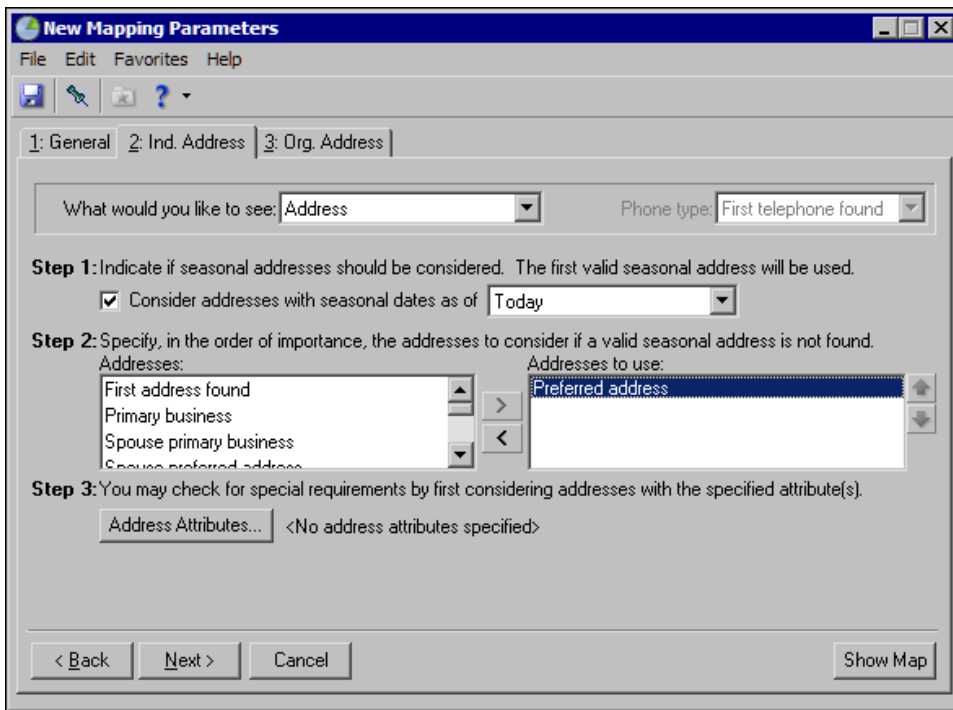 New Mapping Parameters
File Edit Favorites Help
1: General 2: Ind. Address 3: Org. Address
What would you like to see: Address Phone type: First telephone found
Step 1: Indicate if seasonal addresses should be considered. The first valid seasonal address will be used.
Consider addresses with seasonal dates as of Today
Step 2: Specify, in the order of importance, the addresses to consider if a valid seasonal address is not found.
Addresses: Addresses to use:
First address found Preferred address
Primary business
Spouse primary business
Spouse preferred address
Step 3: You may check for special requirements by first considering addresses with the specified attribute(s).
Address Attributes... <No address attributes specified>
< Back Next > Cancel Show Map